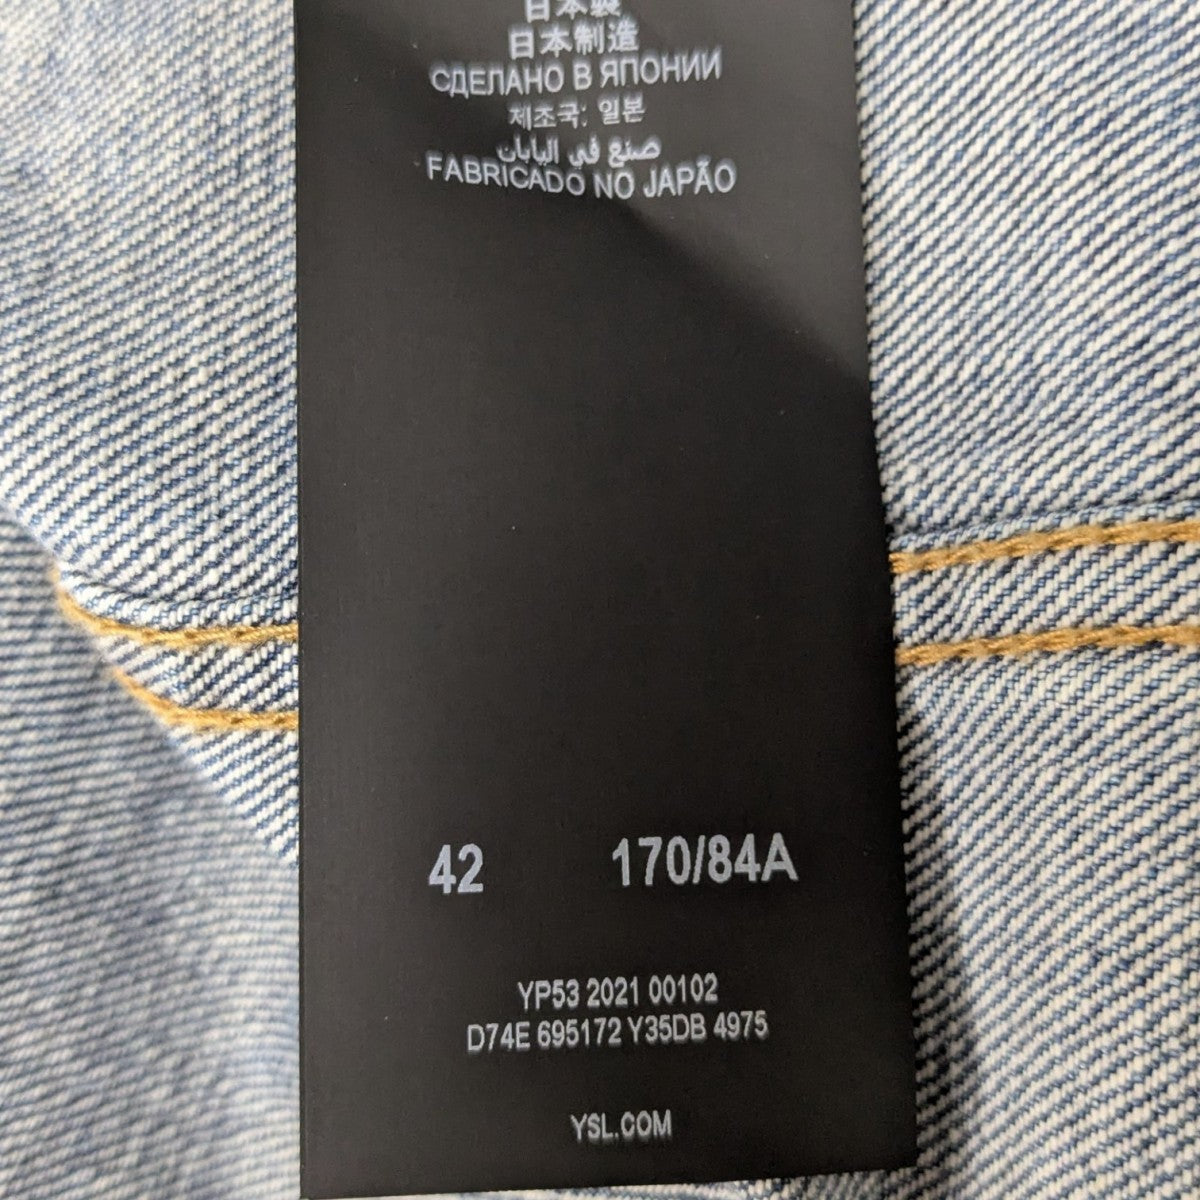 日本製
日本制造
СДЕЛАНО В ЯПОНИИ
제조국: 일본
صنع في اليابان
FABRICADO NO JAPÃO
42 170/84A
YP53 2021 00102
D74E 695172 Y35DB 4975
YSL.COM